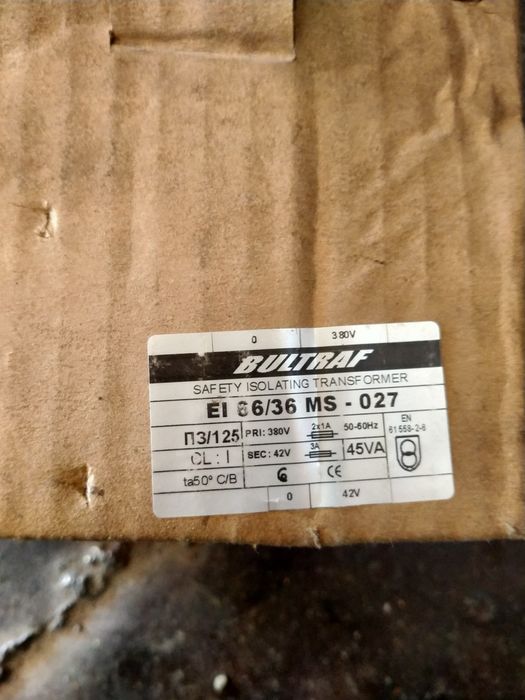 0 380V
BULTRAF
SAFETY ISOLATING TRANSFORMER
EI 66/36 MS - 027
ПЗ/125 PRI: 380V 2x1A 50-60Hz EN 61558-2-6
CL : I SEC: 42V 3A 45VA
ta50° C/B CE
0 42V